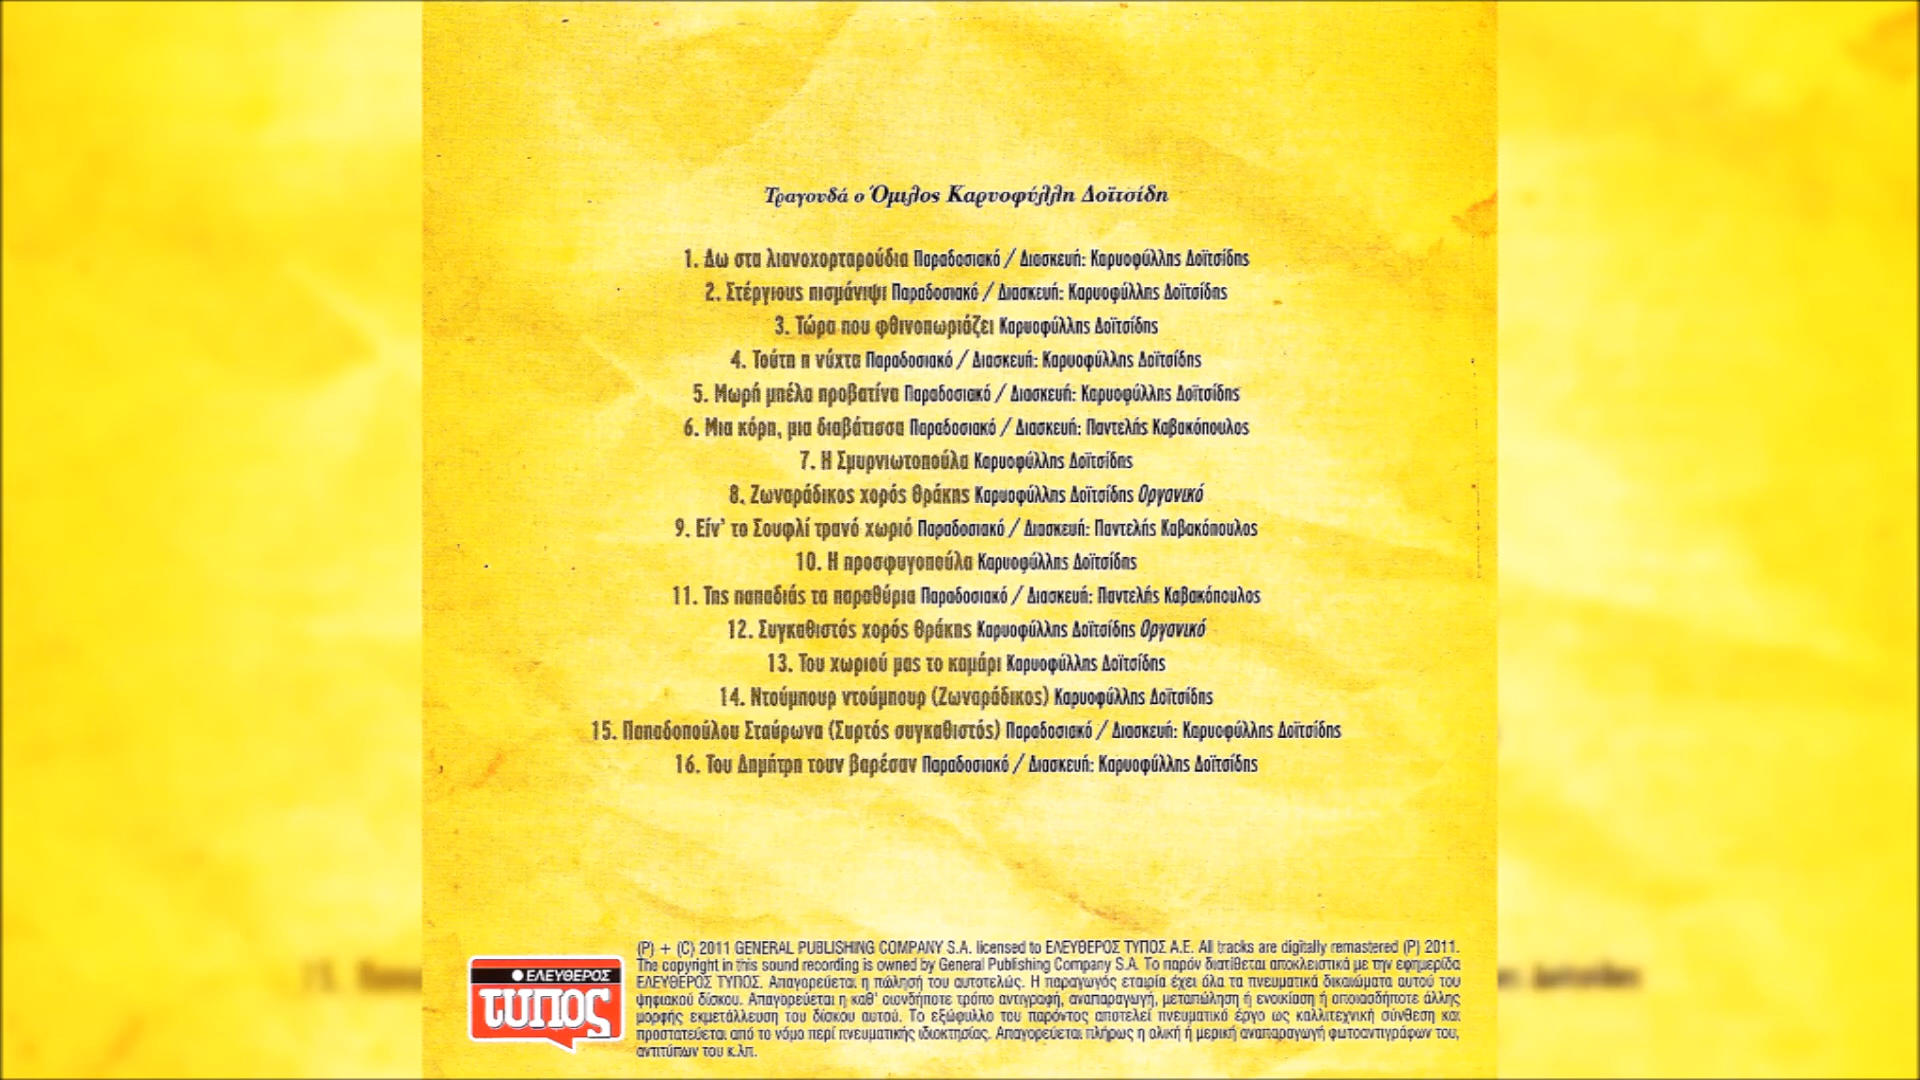 Τραγουδά ο Όμιλος Καρυοφύλλη Δοϊτσίδη
1. Δω στα λιανοχορταρούδια Παραδοσιακό / Διασκευή: Καρυοφύλλης Δοϊτσίδης
2. Στέργιους πισμάνιψι Παραδοσιακό / Διασκευή: Καρυοφύλλης Δοϊτσίδης
3. Τώρα που φθινοπωριάζει Καρυοφύλλης Δοϊτσίδης
4. Τούτη η νύχτα Παραδοσιακό / Διασκευή: Καρυοφύλλης Δοϊτσίδης
5. Μωρή μπέλα προβατίνα Παραδοσιακό / Διασκευή: Καρυοφύλλης Δοϊτσίδης
6. Μια κόρη, μια διαβάτισσα Παραδοσιακό / Διασκευή: Παντελής Καβακόπουλος
7. Η Σμυρνιωτοπούλα Καρυοφύλλης Δοϊτσίδης
8. Ζωναράδικος χορός Θράκης Καρυοφύλλης Δοϊτσίδης Οργανικό
9. Είν' το Σουφλί τρανό χωριό Παραδοσιακό / Διασκευή: Παντελής Καβακόπουλος
10. Η προσφυγοπούλα Καρυοφύλλης Δοϊτσίδης
11. Της παπαδιάς τα παραθύρια Παραδοσιακό / Διασκευή: Παντελής Καβακόπουλος
12. Συγκαθιστός χορός Θράκης Καρυοφύλλης Δοϊτσίδης Οργανικό
13. Του χωριού μας το καμάρι Καρυοφύλλης Δοϊτσίδης
14. Ντούμπουρ ντούμπουρ (Ζωναράδικος) Καρυοφύλλης Δοϊτσίδης
15. Παπαδοπούλου Σταύρωνα (Συρτός συγκαθιστός) Παραδοσιακό / Διασκευή: Καρυοφύλλης Δοϊτσίδης
16. Του Δημήτρη τουν βαρέσαν Παραδοσιακό / Διασκευή: Καρυοφύλλης Δοϊτσίδης
ΕΛΕΥΘΕΡΟΣ
τυπος
(P) + (C) 2011 GENERAL PUBLISHING COMPANY S.A. licensed to ΕΛΕΥΘΕΡΟΣ ΤΥΠΟΣ Α.Ε. All tracks are digitally remastered (P) 2011.
The copyright in this sound recording is owned by General Publishing Company S.A. Το παρόν διατίθεται αποκλειστικά με την εφημερίδα
ΕΛΕΥΘΕΡΟΣ ΤΥΠΟΣ. Απαγορεύεται η πώλησή του αυτοτελώς. Η παραγωγός εταιρία έχει όλα τα πνευματικά δικαιώματα αυτού του
ψηφιακού δίσκου. Απαγορεύεται η καθ' οιονδήποτε τρόπο αντιγραφή, αναπαραγωγή, μεταπώληση ή ενοικίαση ή οποιασδήποτε άλλης
μορφής εκμετάλλευση του δίσκου αυτού. Το εξώφυλλο του παρόντος αποτελεί πνευματικό έργο ως καλλιτεχνική σύνθεση και
προστατεύεται από το νόμο περί πνευματικής ιδιοκτησίας. Απαγορεύεται πλήρως η ολική ή μερική αναπαραγωγή φωτοαντιγράφων του,
αντιτύπων του κ.λπ.